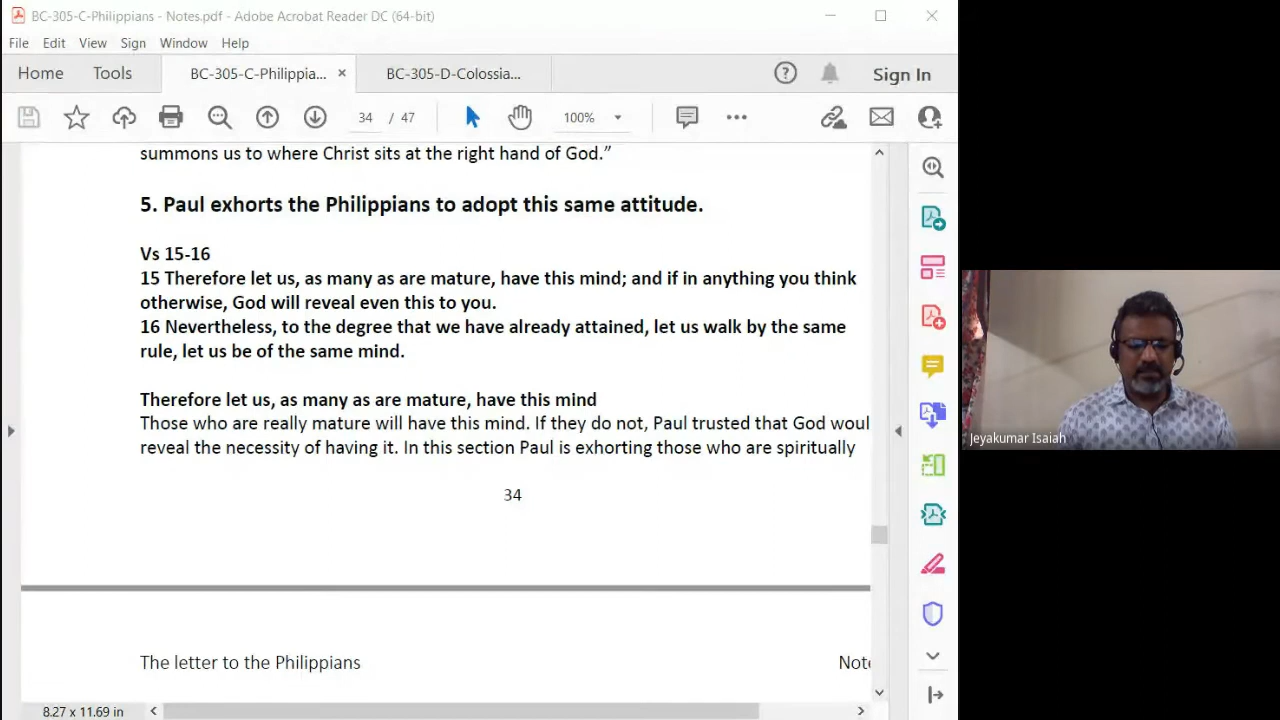 BC-305-C-Philippians - Notes.pdf - Adobe Acrobat Reader DC (64-bit)
File Edit View Sign Window Help
Home Tools BC-305-C-Philippia... × BC-305-D-Colossia... Sign In
34 / 47 100%
summons us to where Christ sits at the right hand of God.”
5. Paul exhorts the Philippians to adopt this same attitude.
Vs 15-16
15 Therefore let us, as many as are mature, have this mind; and if in anything you think
otherwise, God will reveal even this to you.
16 Nevertheless, to the degree that we have already attained, let us walk by the same
rule, let us be of the same mind.
Therefore let us, as many as are mature, have this mind
Those who are really mature will have this mind. If they do not, Paul trusted that God woul
reveal the necessity of having it. In this section Paul is exhorting those who are spiritually
34
The letter to the Philippians Note
8.27 x 11.69 in
Jeyakumar Isaiah